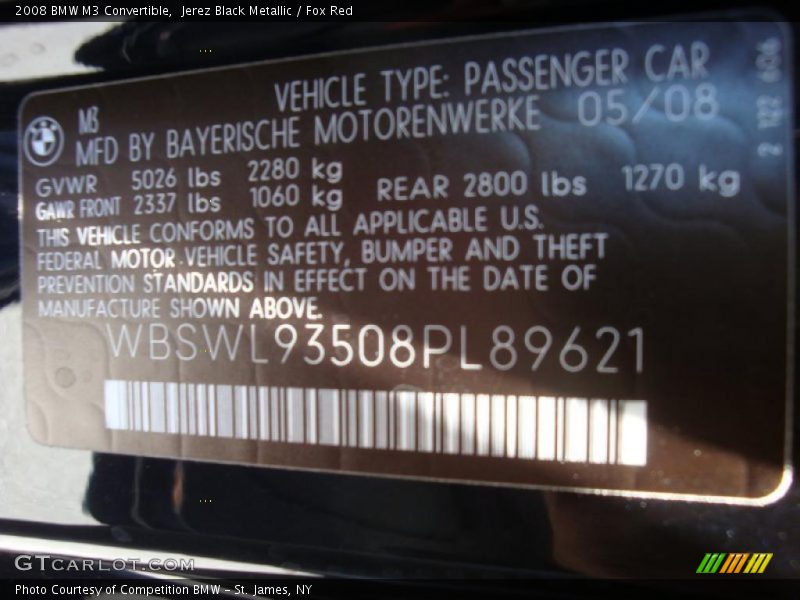 2008 BMW M3 Convertible,  Jerez Black Metallic / Fox Red
VEHICLE TYPE: PASSENGER CAR
M3
MFD BY BAYERISCHE MOTORENWERKE 05/08
GVWR 5026 lbs 2280 kg
GAWR FRONT 2337 lbs 1060 kg REAR 2800 lbs 1270 kg
THIS VEHICLE CONFORMS TO ALL APPLICABLE U.S.
FEDERAL MOTOR VEHICLE SAFETY, BUMPER AND THEFT
PREVENTION STANDARDS IN EFFECT ON THE DATE OF
MANUFACTURE SHOWN ABOVE.
WBSWL93508PL89621
GTCARLOT.COM
Photo Courtesy of Competition BMW - St. James, NY